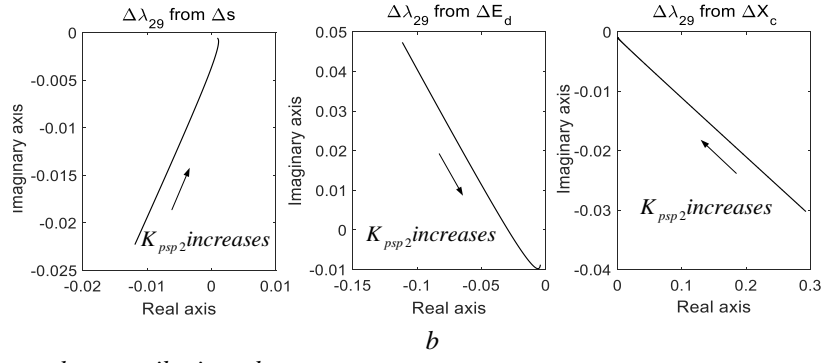 Δλ29 from Δs
0
-0.005
-0.01
-0.015
-0.02
-0.025
-0.02
-0.01
0
0.01
Imaginary axis
Real axis
Kpsp2increases
Δλ29 from ΔEd
0.05
0.04
0.03
0.02
0.01
0
-0.01
-0.15
-0.1
-0.05
0
Imaginary axis
Real axis
Kpsp2increases
Δλ29 from ΔXc
0
-0.01
-0.02
-0.03
-0.04
0
0.1
0.2
0.3
Imaginary axis
Real axis
Kpsp2increases
b